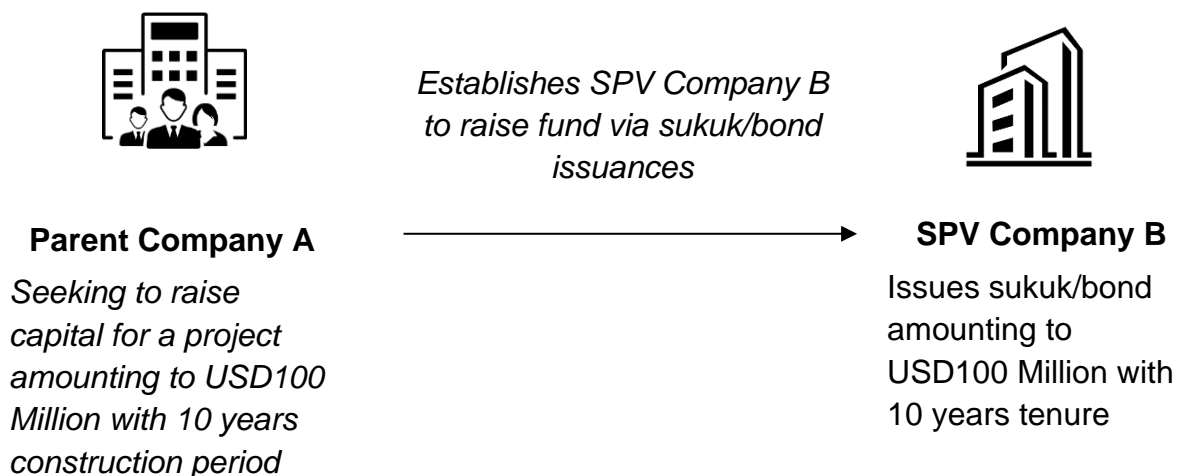 Establishes SPV Company B
to raise fund via sukuk/bond
issuances
Parent Company A
Seeking to raise
capital for a project
amounting to USD100
Million with 10 years
construction period
SPV Company B
Issues sukuk/bond
amounting to
USD100 Million with
10 years tenure